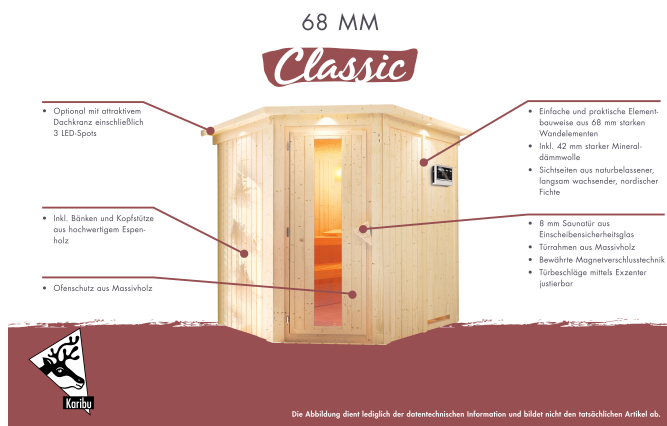 68 MM
Classic
• Optional mit attraktivem
Dachkranz einschließlich
3 LED-Spots
• Inkl. Bänken und Kopfstütze
aus hochwertigem Espen-
holz
• Ofenschutz aus Massivholz
• Einfache und praktische Element-
bauweise aus 68 mm starken
Wandelementen
• Inkl. 42 mm starker Mineral-
dämmwolle
• Sichtseiten aus naturbelassener,
langsam wachsender, nordischer
Fichte
• 8 mm Saunatür aus
Einscheibensicherheitsglas
• Türrahmen aus Massivholz
• Bewährte Magnetverschlusstechnik
• Türbeschläge mittels Exzenter
justierbar
Karibu
Die Abbildung dient lediglich der datentechnischen Information und bildet nicht den tatsächlichen Artikel ab.